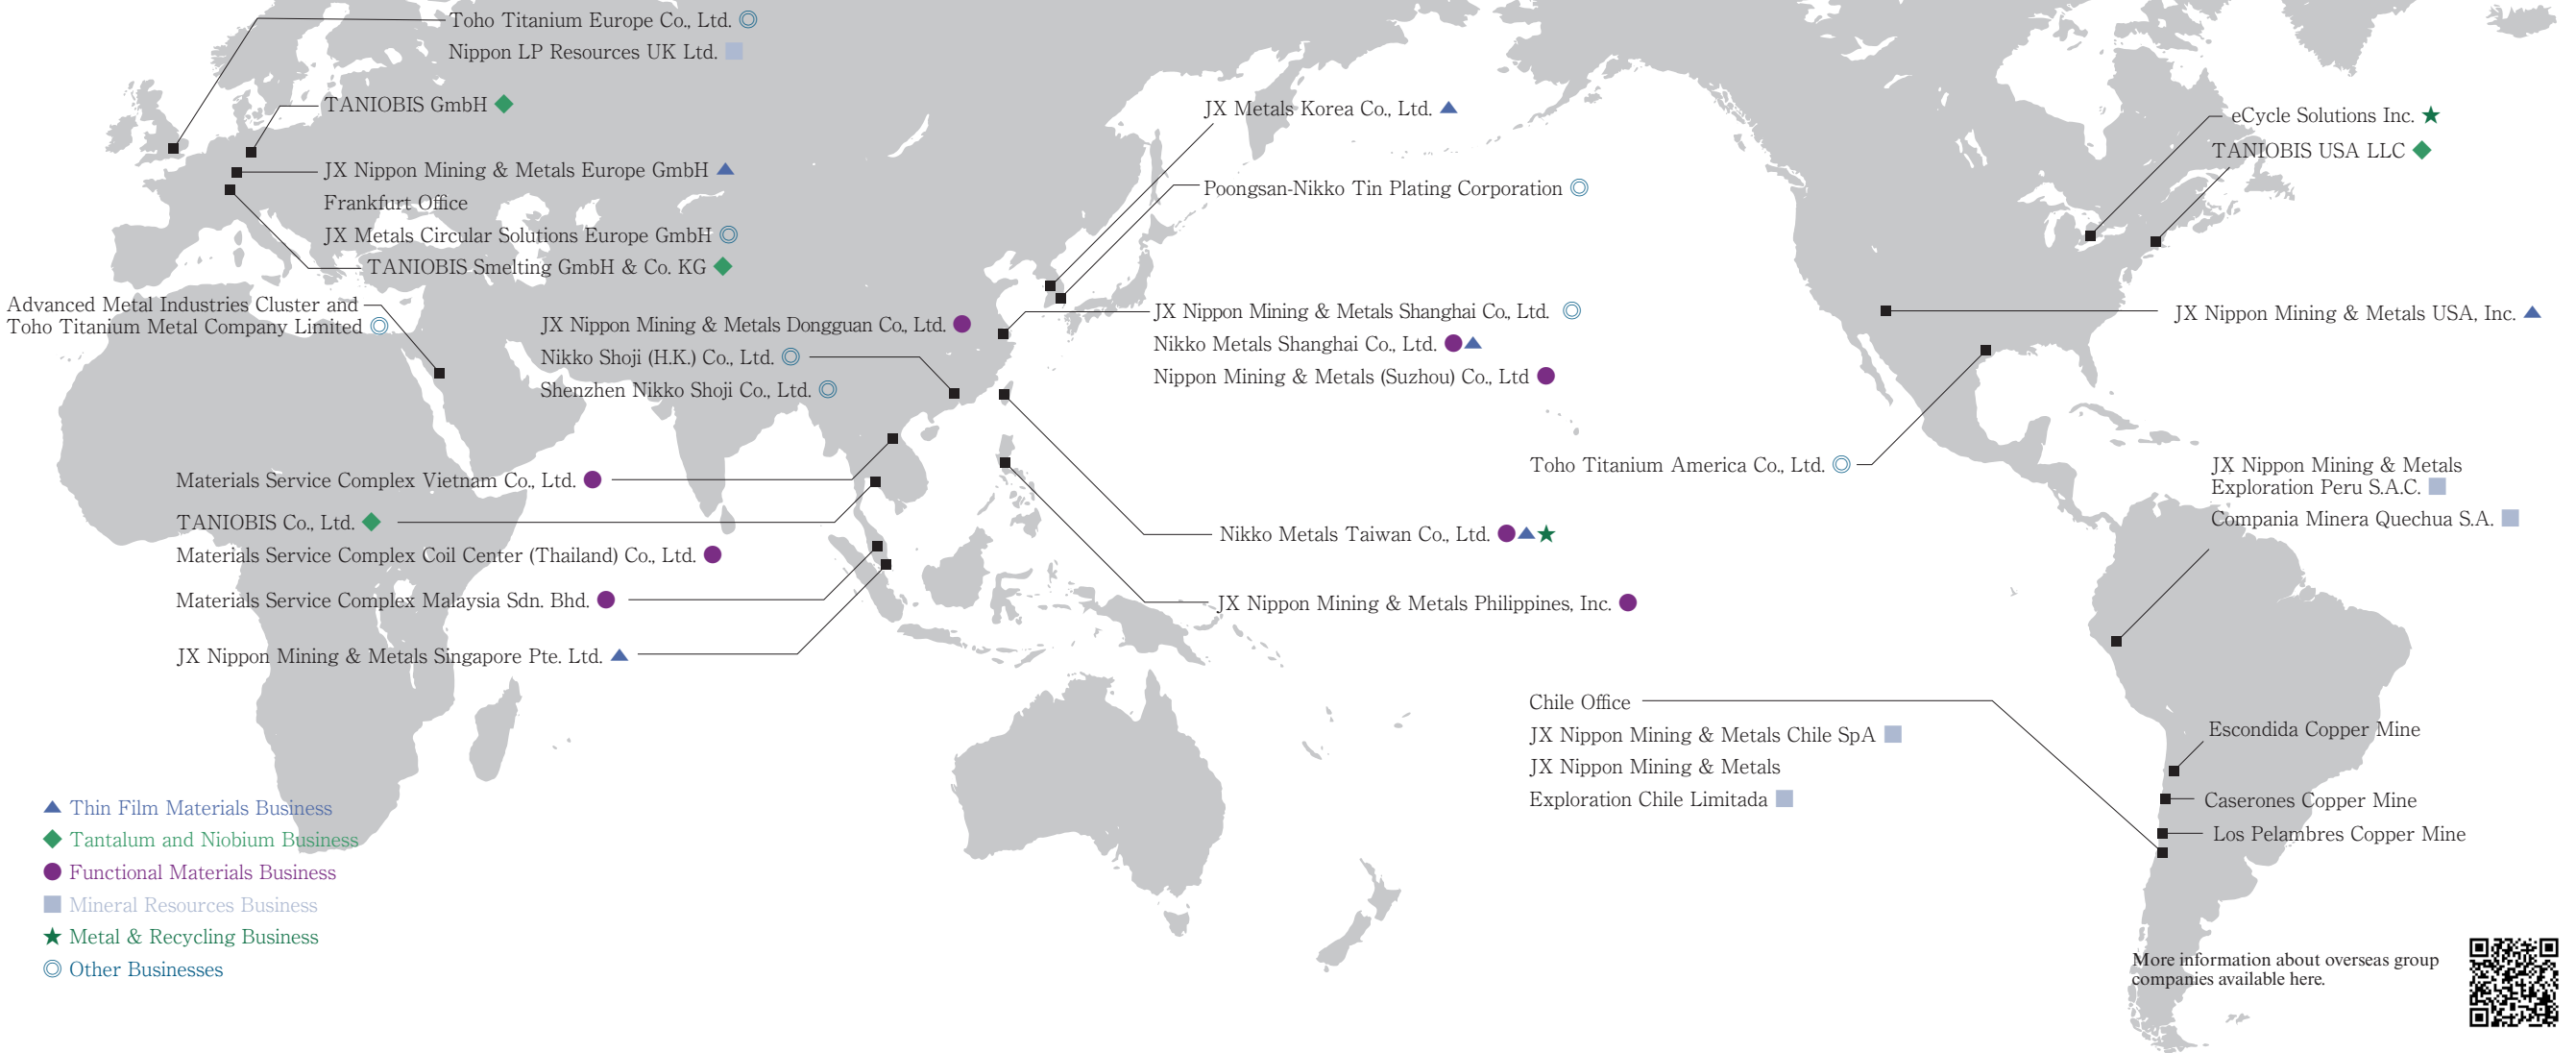 Toho Titanium Europe Co., Ltd.
Nippon LP Resources UK Ltd.
TANIOBIS GmbH
JX Nippon Mining & Metals Europe GmbH
Frankfurt Office
JX Metals Circular Solutions Europe GmbH
TANIOBIS Smelting GmbH & Co. KG
Advanced Metal Industries Cluster and
Toho Titanium Metal Company Limited
JX Nippon Mining & Metals Dongguan Co., Ltd.
Nikko Shoji (H.K.) Co., Ltd.
Shenzhen Nikko Shoji Co., Ltd.
Materials Service Complex Vietnam Co., Ltd.
TANIOBIS Co., Ltd.
Materials Service Complex Coil Center (Thailand) Co., Ltd.
Materials Service Complex Malaysia Sdn. Bhd.
JX Nippon Mining & Metals Singapore Pte. Ltd.
JX Metals Korea Co., Ltd.
Poongsan-Nikko Tin Plating Corporation
JX Nippon Mining & Metals Shanghai Co., Ltd.
Nikko Metals Shanghai Co., Ltd.
Nippon Mining & Metals (Suzhou) Co., Ltd
Nikko Metals Taiwan Co., Ltd.
JX Nippon Mining & Metals Philippines, Inc.
eCycle Solutions Inc.
TANIOBIS USA LLC
JX Nippon Mining & Metals USA, Inc.
Toho Titanium America Co., Ltd.
JX Nippon Mining & Metals
Exploration Peru S.A.C.
Compania Minera Quechua S.A.
Chile Office
JX Nippon Mining & Metals Chile SpA
JX Nippon Mining & Metals
Exploration Chile Limitada
Escondida Copper Mine
Caserones Copper Mine
Los Pelambres Copper Mine
Thin Film Materials Business
Tantalum and Niobium Business
Functional Materials Business
Mineral Resources Business
Metal & Recycling Business
Other Businesses
More information about overseas group
companies available here.